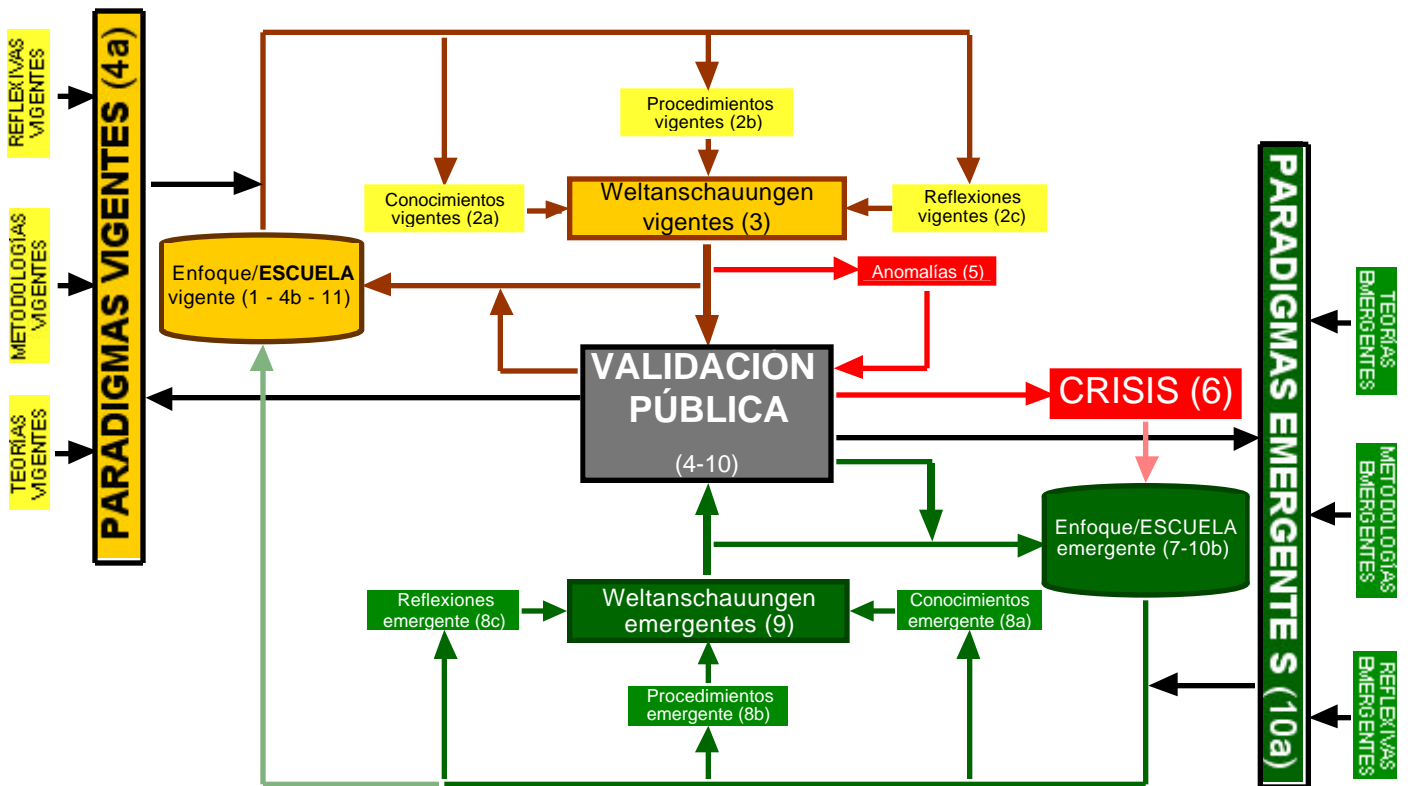 REFLEXIVAS
VIGENTES
METODOLOGÍAS
VIGENTES
TEORÍAS
VIGENTES
PARADIGMAS VIGENTES (4a)
Procedimientos
vigentes (2b)
Conocimientos
vigentes (2a)
Weltanschauungen
vigentes (3)
Reflexiones
vigentes (2c)
Enfoque/ESCUELA
vigente (1 - 4b - 11)
Anomalías (5)
VALIDACIÓN
PÚBLICA
(4-10)
CRISIS (6)
Enfoque/ESCUELA
emergente (7-10b)
Reflexiones
emergente (8c)
Weltanschauungen
emergentes (9)
Conocimientos
emergente (8a)
Procedimientos
emergente (8b)
PARADIGMAS EMERGENTE S (10a)
TEORÍAS
EMERGENTES
METODOLOGÍAS
EMERGENTES
REFLEXIVAS
EMERGENTES